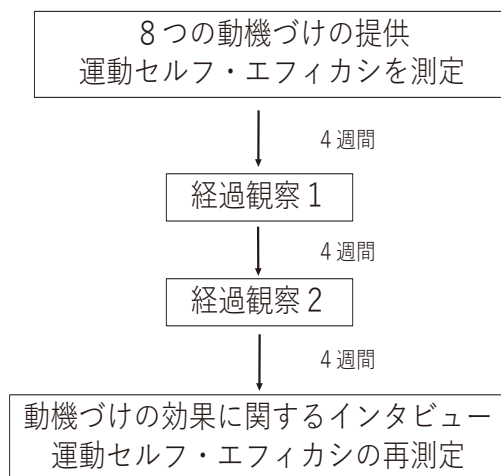 8つの動機づけの提供
運動セルフ・エフィカシを測定
4週間
経過観察1
4週間
経過観察2
4週間
動機づけの効果に関するインタビュー
運動セルフ・エフィカシの再測定